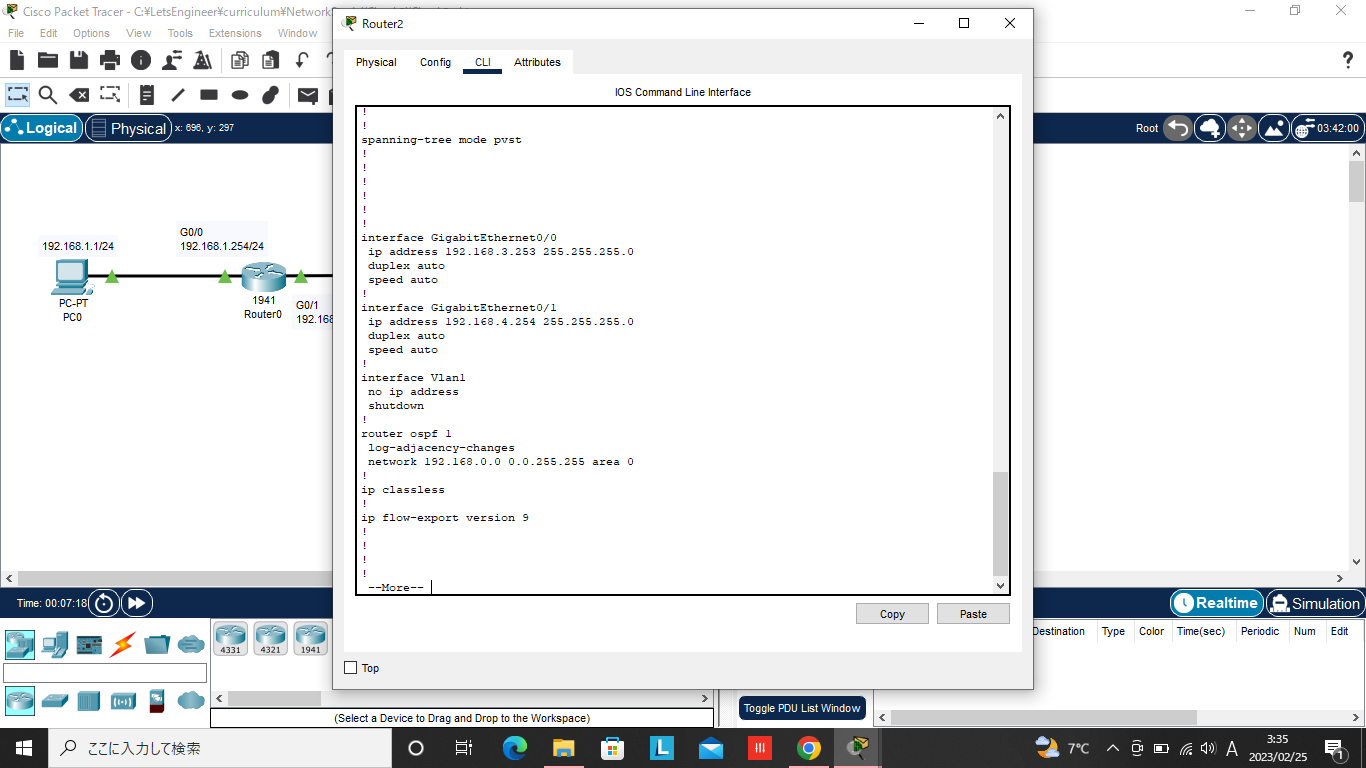 Cisco Packet Tracer - C:¥LetsEngineer¥curriculum¥Network
File Edit Options View Tools Extensions Window
Router2
Physical Config CLI Attributes
IOS Command Line Interface
Logical Physical x: 696, y: 297
Root 03:42:00
!
!
spanning-tree mode pvst
!
!
!
!
!
!
interface GigabitEthernet0/0
ip address 192.168.3.253 255.255.255.0
duplex auto
speed auto
!
interface GigabitEthernet0/1
ip address 192.168.4.254 255.255.255.0
duplex auto
speed auto
!
interface Vlan1
no ip address
shutdown
!
router ospf 1
log-adjacency-changes
network 192.168.0.0 0.0.255.255 area 0
!
ip classless
!
ip flow-export version 9
!
!
!
!
--More--
Copy Paste
Top
192.168.1.1/24
G0/0
192.168.1.254/24
PC-PT
PC0
1941
Router0
G0/1
192.168
Time: 00:07:18
Realtime Simulation
4331 4321 1941
(Select a Device to Drag and Drop to the Workspace)
Destination Type Color Time(sec) Periodic Num Edit
Toggle PDU List Window
ここに入力して検索
L
7°C
A
3:35
2023/02/25
1